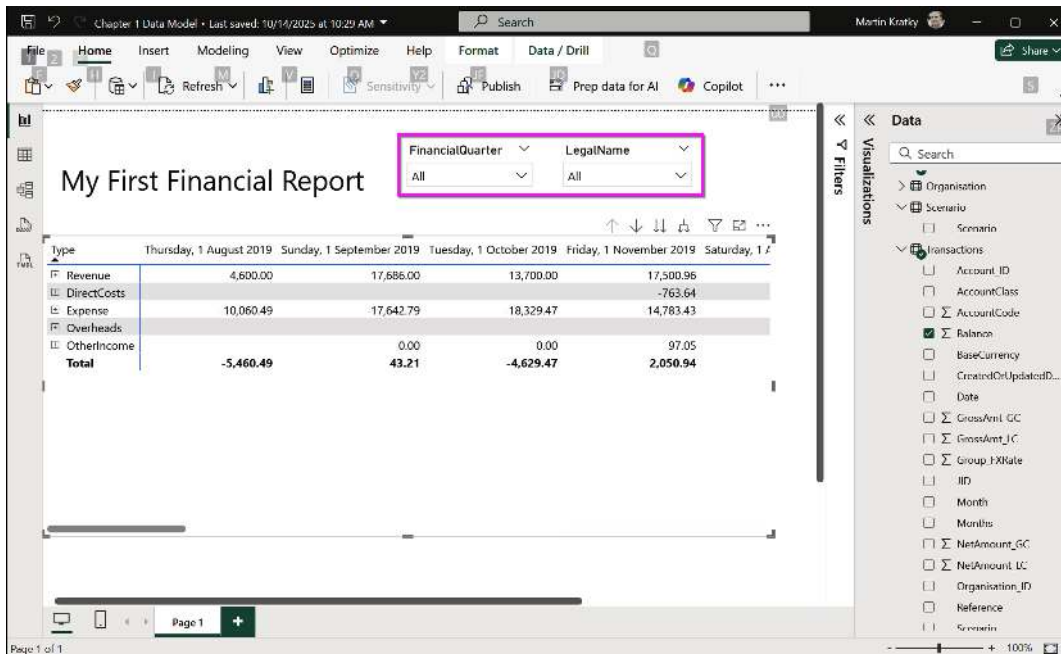 Chapter 1 Data Model • Last saved: 10/14/2025 at 10:29 AM
Search
Martin Kratky
File Home Insert Modeling View Optimize Help Format Data / Drill
Share
Refresh Sensitivity Publish Prep data for AI Copilot
My First Financial Report
FinancialQuarter LegalName
All All
Filters
Visualizations
Type Thursday, 1 August 2019 Sunday, 1 September 2019 Tuesday, 1 October 2019 Friday, 1 November 2019 Saturday, 1
Revenue 4,600.00 17,686.00 13,700.00 17,500.96
DirectCosts -763.64
Expense 10,060.49 17,642.79 18,329.47 14,783.43
Overheads
OtherIncome 0.00 0.00 97.05
Total -5,460.49 43.21 -4,629.47 2,050.94
Data
Search
Organisation
Scenario
Scenario
Transactions
Account_ID
AccountClass
AccountCode
Balance
BaseCurrency
CreatedOrUpdatedD...
Date
GrossAmt_GC
GrossAmt_LC
Group_FXRate
JID
Month
Months
NetAmount_GC
NetAmount_LC
Organisation_ID
Reference
Scenario
Page 1
Page 1 of 1
100%